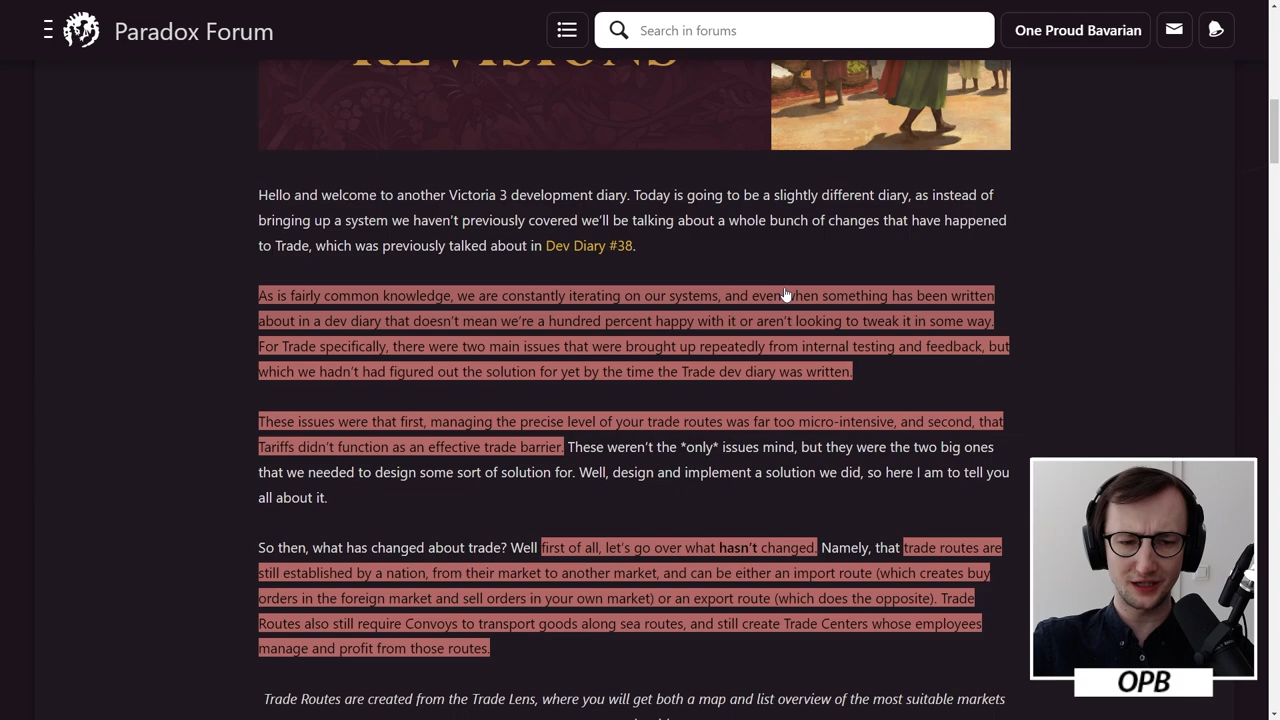 Paradox Forum
Search in forums
One Proud Bavarian
REVISIONS
Hello and welcome to another Victoria 3 development diary. Today is going to be a slightly different diary, as instead of
bringing up a system we haven't previously covered we'll be talking about a whole bunch of changes that have happened
to Trade, which was previously talked about in Dev Diary #38.
As is fairly common knowledge, we are constantly iterating on our systems, and even when something has been written
about in a dev diary that doesn't mean we're a hundred percent happy with it or aren't looking to tweak it in some way.
For Trade specifically, there were two main issues that were brought up repeatedly from internal testing and feedback, but
which we hadn't had figured out the solution for yet by the time the Trade dev diary was written.
These issues were that first, managing the precise level of your trade routes was far too micro-intensive, and second, that
Tariffs didn't function as an effective trade barrier. These weren't the *only* issues mind, but they were the two big ones
that we needed to design some sort of solution for. Well, design and implement a solution we did, so here I am to tell you
all about it.
So then, what has changed about trade? Well first of all, let's go over what hasn't changed. Namely, that trade routes are
still established by a nation, from their market to another market, and can be either an import route (which creates buy
orders in the foreign market and sell orders in your own market) or an export route (which does the opposite). Trade
Routes also still require Convoys to transport goods along sea routes, and still create Trade Centers whose employees
manage and profit from those routes.
Trade Routes are created from the Trade Lens, where you will get both a map and list overview of the most suitable markets
OPB